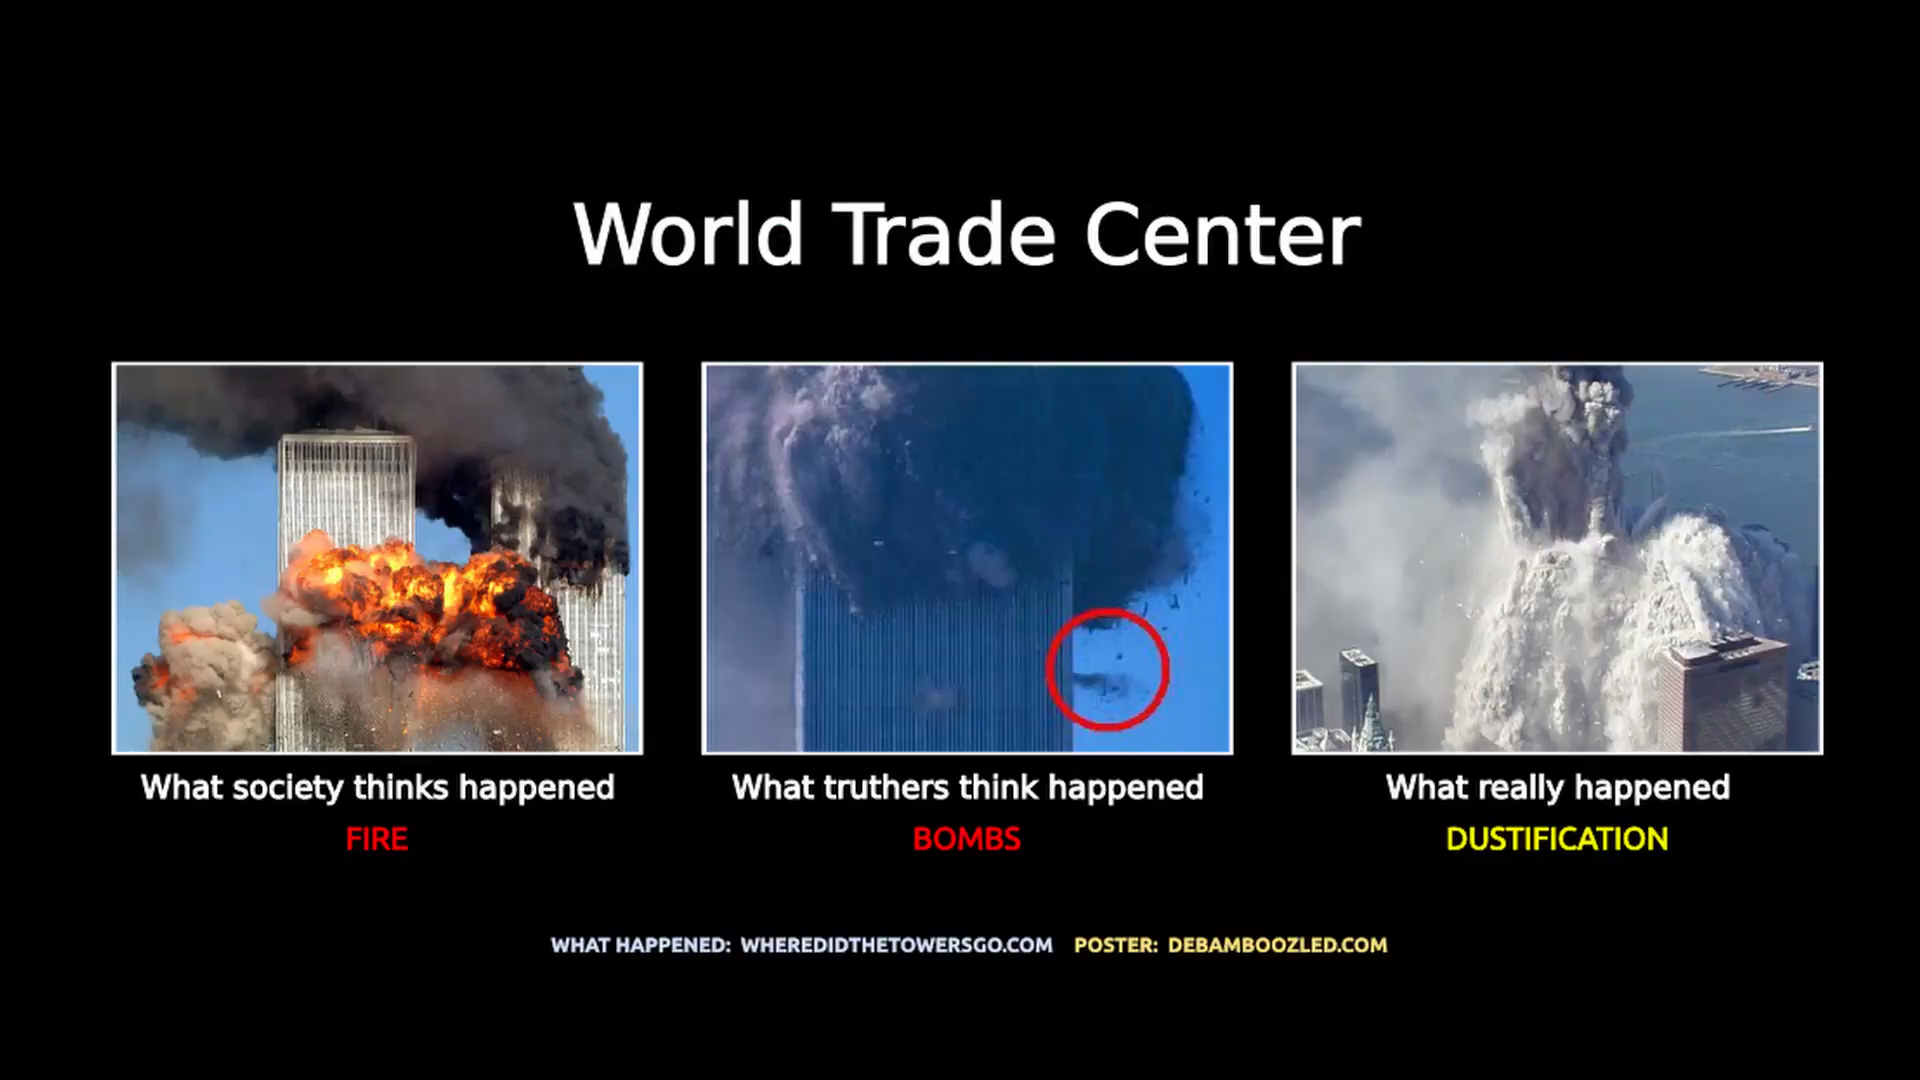 World Trade Center
What society thinks happened
FIRE
What truthers think happened
BOMBS
What really happened
DUSTIFICATION
WHAT HAPPENED: WHEREDIDTHETOWERSGO.COM POSTER: DEBAMBOOZLED.COM